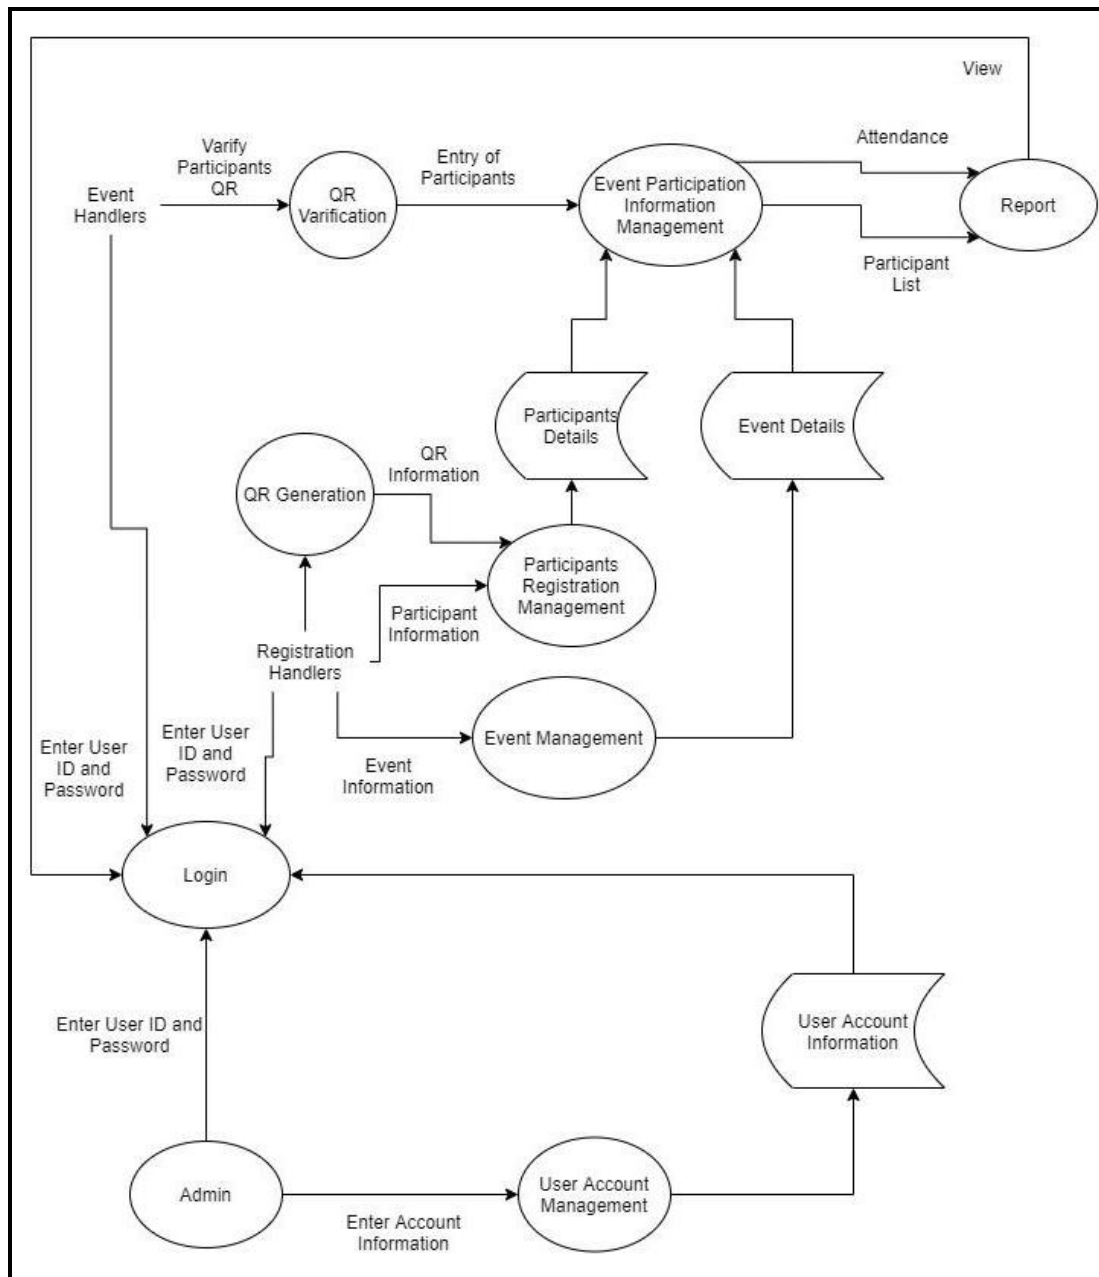 View
Varify
Participants
QR
Entry of
Participants
Attendance
Event
Handlers
QR
Varification
Event Participation
Information
Management
Report
Participant
List
Participants
Details
Event Details
QR
Information
QR Generation
Participants
Registration
Management
Participant
Information
Registration
Handlers
Enter User
ID and
Password
Enter User
ID and
Password
Event Management
Event
Information
Login
User Account
Information
Enter User ID and
Password
Admin
User Account
Management
Enter Account
Information